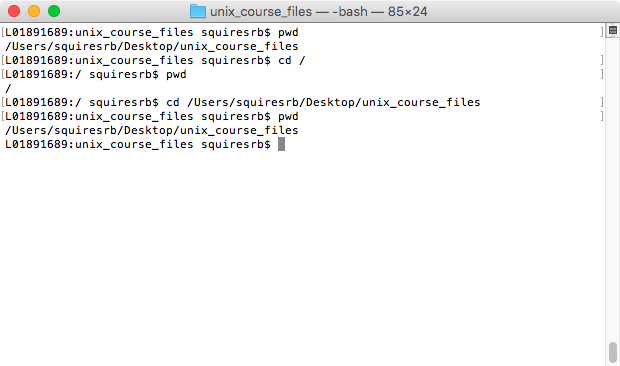 unix_course_files — -bash — 85×24
[L01891689:unix_course_files squiresrb$ pwd ]
/Users/squiresrb/Desktop/unix_course_files
[L01891689:unix_course_files squiresrb$ cd / ]
[L01891689:/ squiresrb$ pwd ]
/
[L01891689:/ squiresrb$ cd /Users/squiresrb/Desktop/unix_course_files ]
[L01891689:unix_course_files squiresrb$ pwd ]
/Users/squiresrb/Desktop/unix_course_files
L01891689:unix_course_files squiresrb$